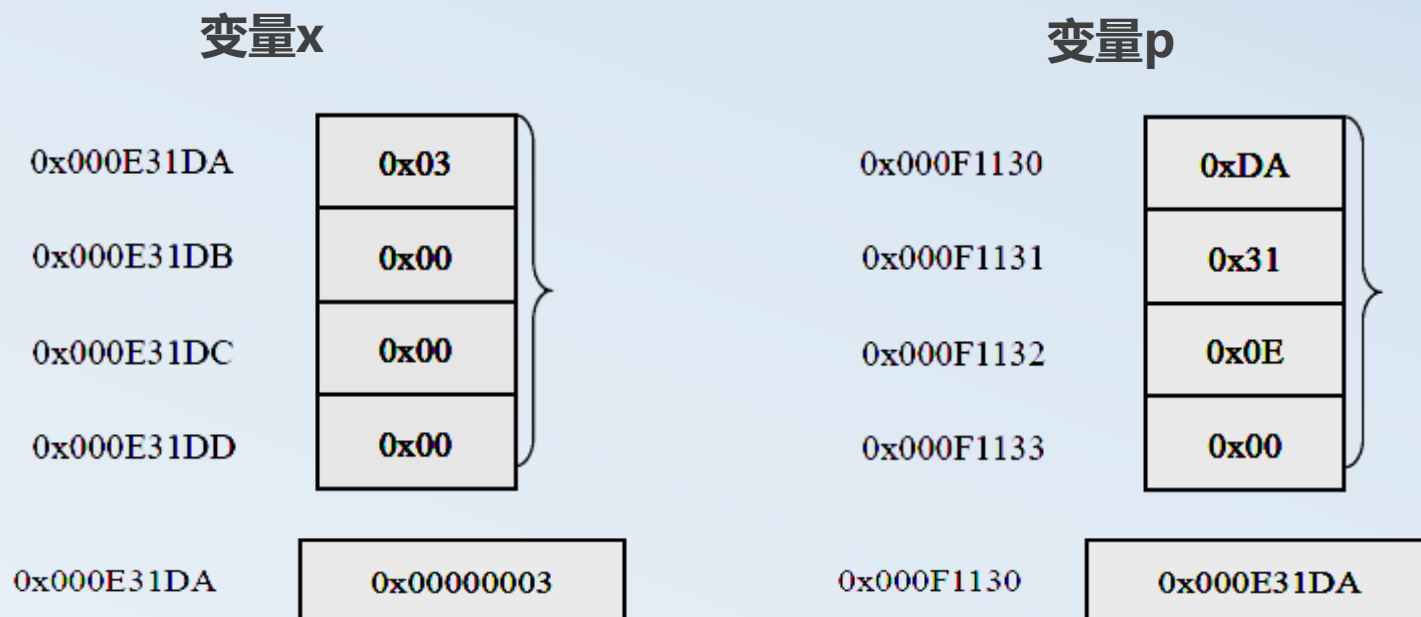 变量x 变量p
0x000E31DA 0x03 0x000F1130 0xDA
0x000E31DB 0x00 0x000F1131 0x31
0x000E31DC 0x00 0x000F1132 0x0E
0x000E31DD 0x00 0x000F1133 0x00
0x000E31DA 0x00000003 0x000F1130 0x000E31DA